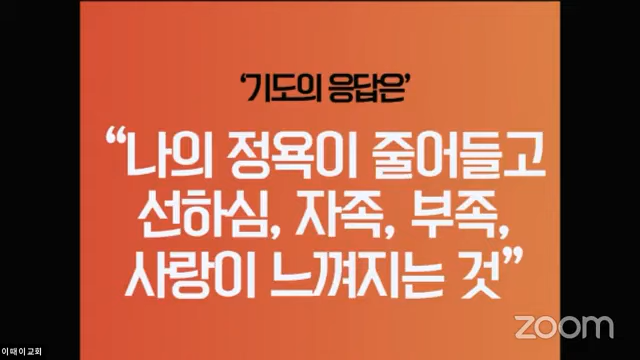 ‘기도의 응답은’
“나의 정욕이 줄어들고
선하심, 자족, 부족,
사랑이 느껴지는 것”
zoom
이태이교회